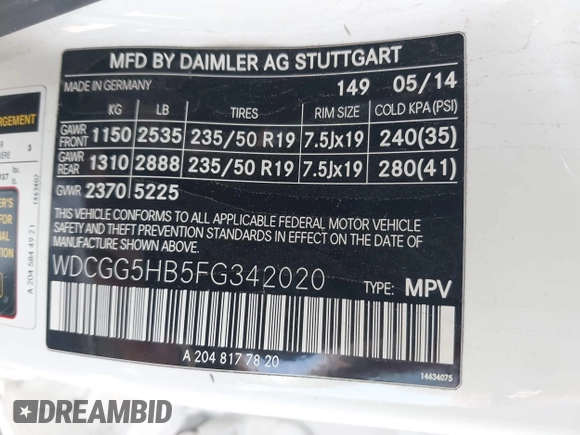 MFD BY DAIMLER AG STUTTGART
MADE IN GERMANY 149 05/14
KG LB TIRES RIM SIZE COLD KPA (PSI)
GAWR FRONT 1150 2535 235/50 R19 7.5Jx19 240(35)
GAWR REAR 1310 2888 235/50 R19 7.5Jx19 280(41)
GVWR 2370 5225
THIS VEHICLE CONFORMS TO ALL APPLICABLE FEDERAL MOTOR VEHICLE
SAFETY AND THEFT PREVENTION STANDARDS IN EFFECT ON THE DATE OF
MANUFACTURE SHOWN ABOVE.
WDCGG5HB5FG342020 TYPE: MPV
A 204 817 78 20
14634075
A 204 584 49 21
DREAMBID